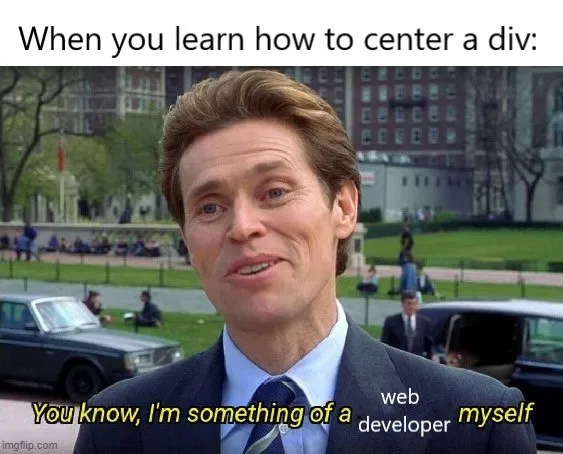 When you learn how to center a div:
You know, I'm something of a web developer myself
imgflip.com